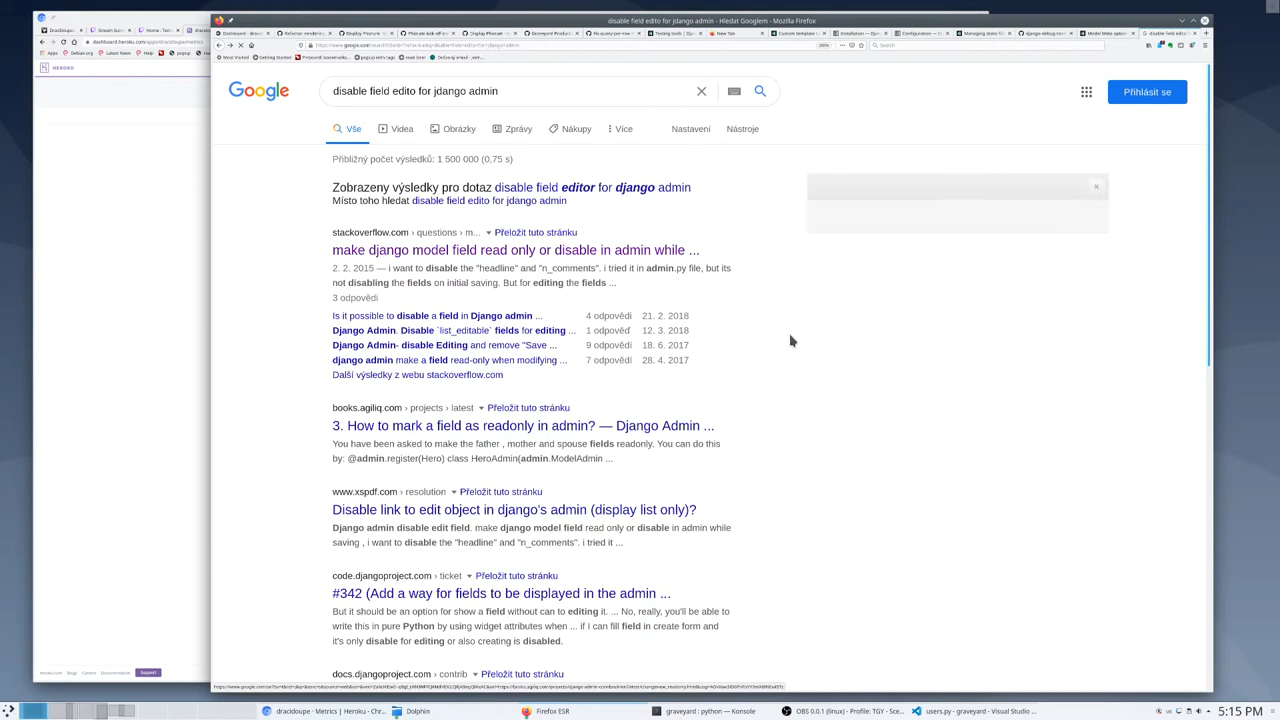 disable field edito for jdango admin - Hledat Googlem - Mozilla Firefox
Most Visited Getting Started
Search
Apps Debian.org Latest News Help
HEROKU
Google
disable field edito for jdango admin
Přihlásit se
Vše Videa Obrázky Zprávy Nákupy Více Nastavení Nástroje
Přibližný počet výsledků: 1 500 000 (0,75 s)
Zobrazeny výsledky pro dotaz disable field editor for django admin
Místo toho hledat disable field edito for jdango admin
stackoverflow.com › questions › m... Přeložit tuto stránku
make django model field read only or disable in admin while ...
2. 2. 2015 — i want to disable the "headline" and "n_comments". i tried it in admin.py file, but its
not disabling the fields on initial saving. But for editing the fields ...
3 odpovědi
Is it possible to disable a field in Django admin ... 4 odpovědi 21. 2. 2018
Django Admin. Disable `list_editable` fields for editing ... 1 odpověď 12. 3. 2018
Django Admin- disable Editing and remove "Save ... 9 odpovědí 18. 6. 2017
django admin make a field read-only when modifying ... 7 odpovědí 28. 4. 2017
Další výsledky z webu stackoverflow.com
books.agiliq.com › projects › latest Přeložit tuto stránku
3. How to mark a field as readonly in admin? — Django Admin ...
You have been asked to make the father , mother and spouse fields readonly. You can do this
by: @admin.register(Hero) class HeroAdmin(admin.ModelAdmin ...
www.xspdf.com › resolution Přeložit tuto stránku
Disable link to edit object in django's admin (display list only)?
Django admin disable edit field. make django model field read only or disable in admin while
saving , i want to disable the "headline" and "n_comments". i tried it ...
code.djangoproject.com › ticket Přeložit tuto stránku
#342 (Add a way for fields to be displayed in the admin ...
But it should be an option for show a field without can to editing it. ... No, really, you'll be able to
write this in pure Python by using widget attributes when ... if i can fill field in create form and
it's only disable for editing or also creating is disabled.
docs.djangoproject.com › contrib Přeložit tuto stránku
heroku.com Blogs Careers Documentation Support
dracidoupe · Metrics | Heroku - Chr... Dolphin Firefox ESR graveyard : python — Konsole OBS 0.0.1 (linux) - Profile: TGY - Sce... users.py - graveyard - Visual Studio ... 5:15 PM